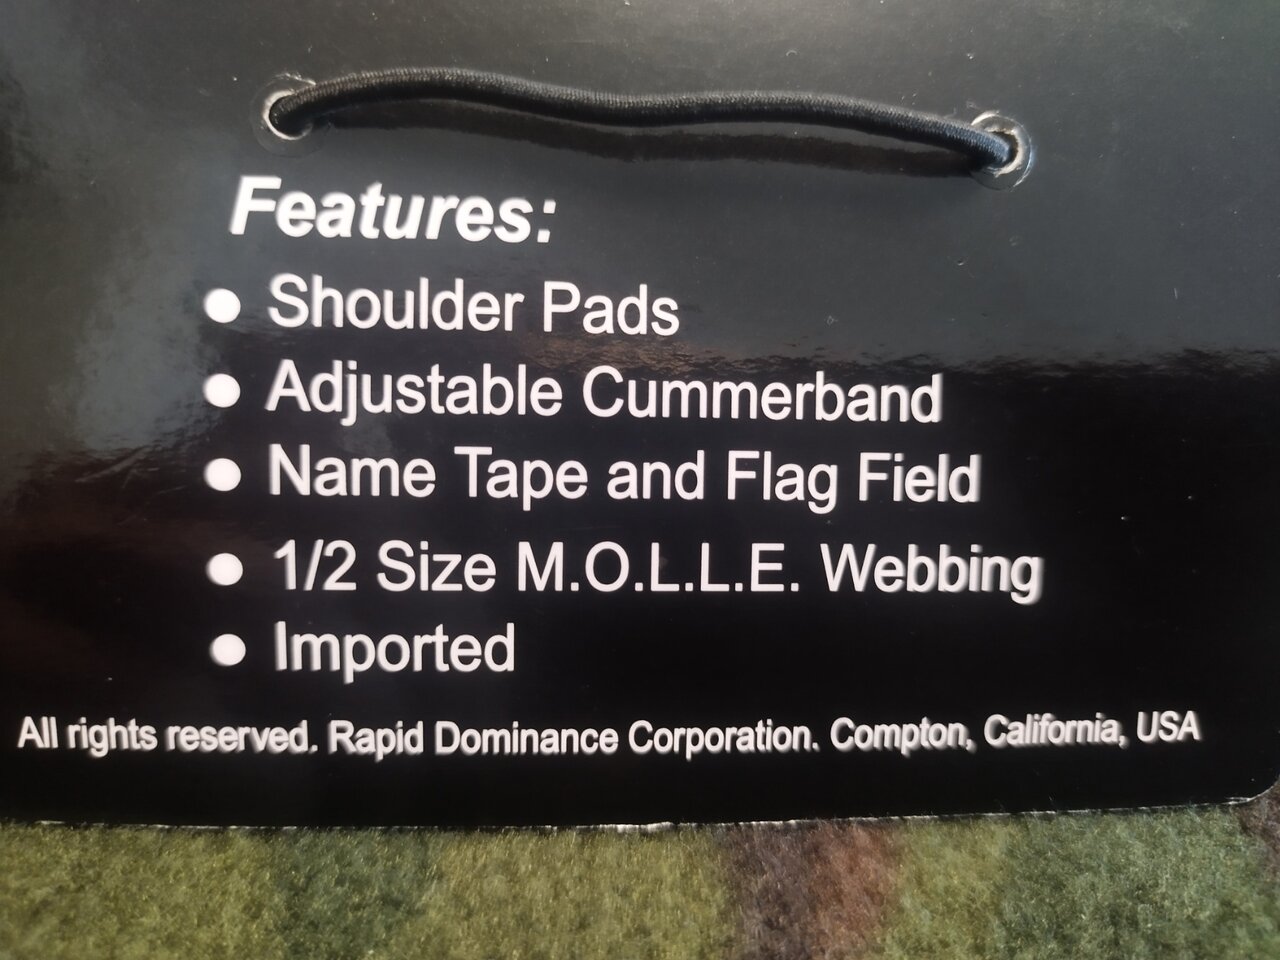 Features:
● Shoulder Pads
● Adjustable Cummerband
● Name Tape and Flag Field
● 1/2 Size M.O.L.L.E. Webbing
● Imported
All rights reserved. Rapid Dominance Corporation. Compton, California, USA